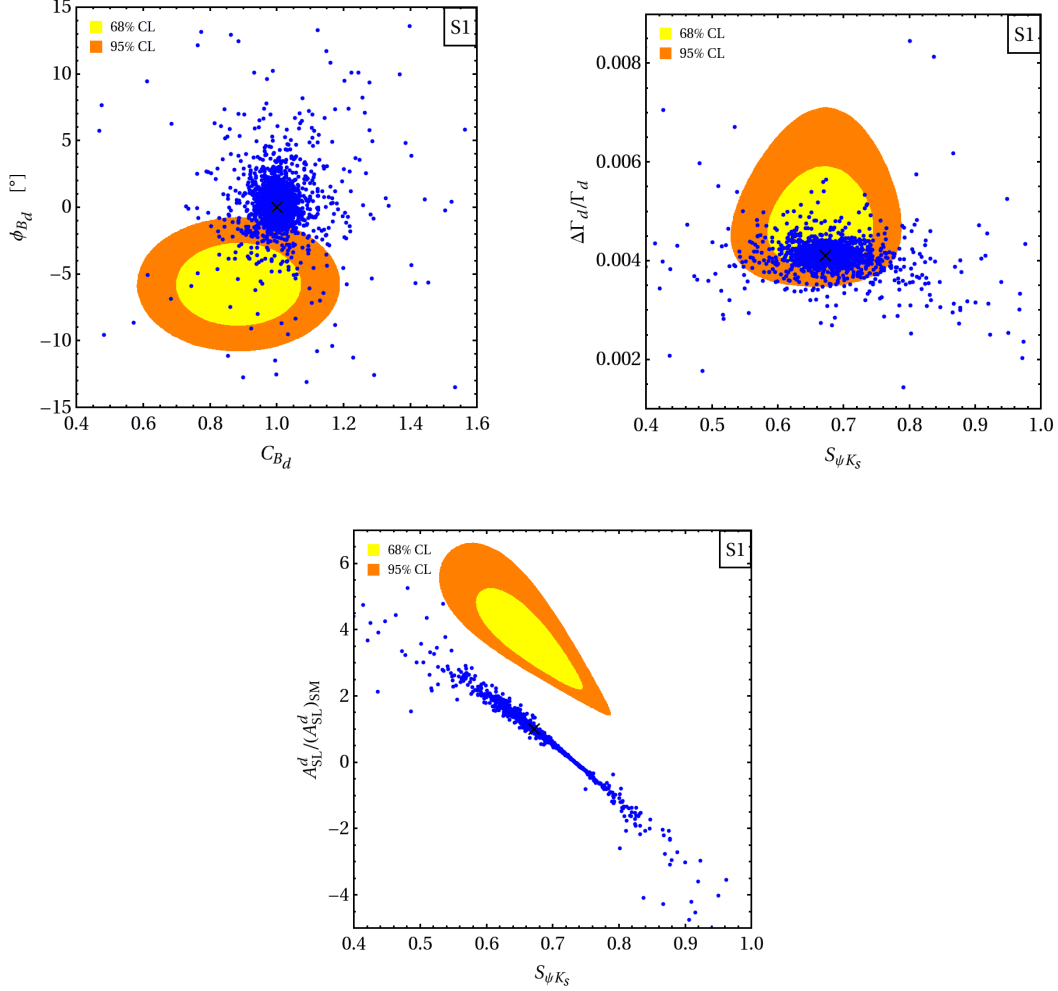 S1
68% CL
95% CL
15
10
5
0
−5
−10
−15
ϕ_{B_d} [°]
0.4 0.6 0.8 1.0 1.2 1.4 1.6
C_{B_d}
S1
68% CL
95% CL
0.008
0.006
0.004
0.002
ΔΓ_d/Γ_d
0.4 0.5 0.6 0.7 0.8 0.9 1.0
S_{ψK_s}
S1
68% CL
95% CL
6
4
2
0
−2
−4
A^d_{SL}/(A^d_{SL})_{SM}
0.4 0.5 0.6 0.7 0.8 0.9 1.0
S_{ψK_s}